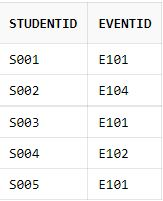 STUDENTID EVENTID
S001 E101
S002 E104
S003 E101
S004 E102
S005 E101